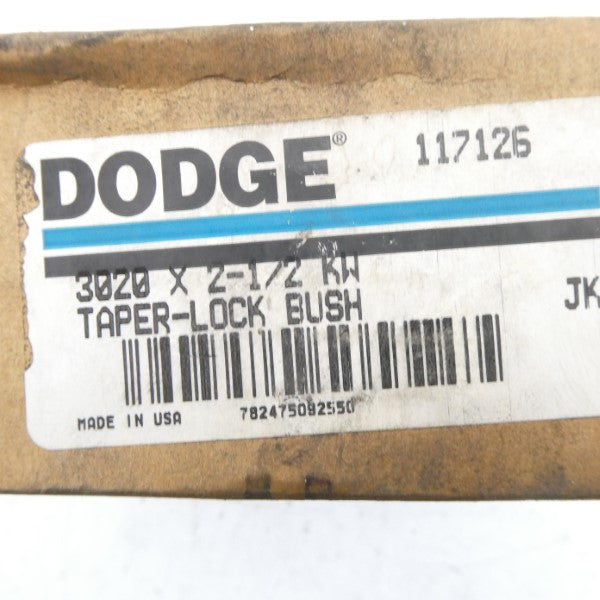 DODGE® 117126
3020 X 2-1/2 KW
TAPER-LOCK BUSH JK
MADE IN USA 782475092550